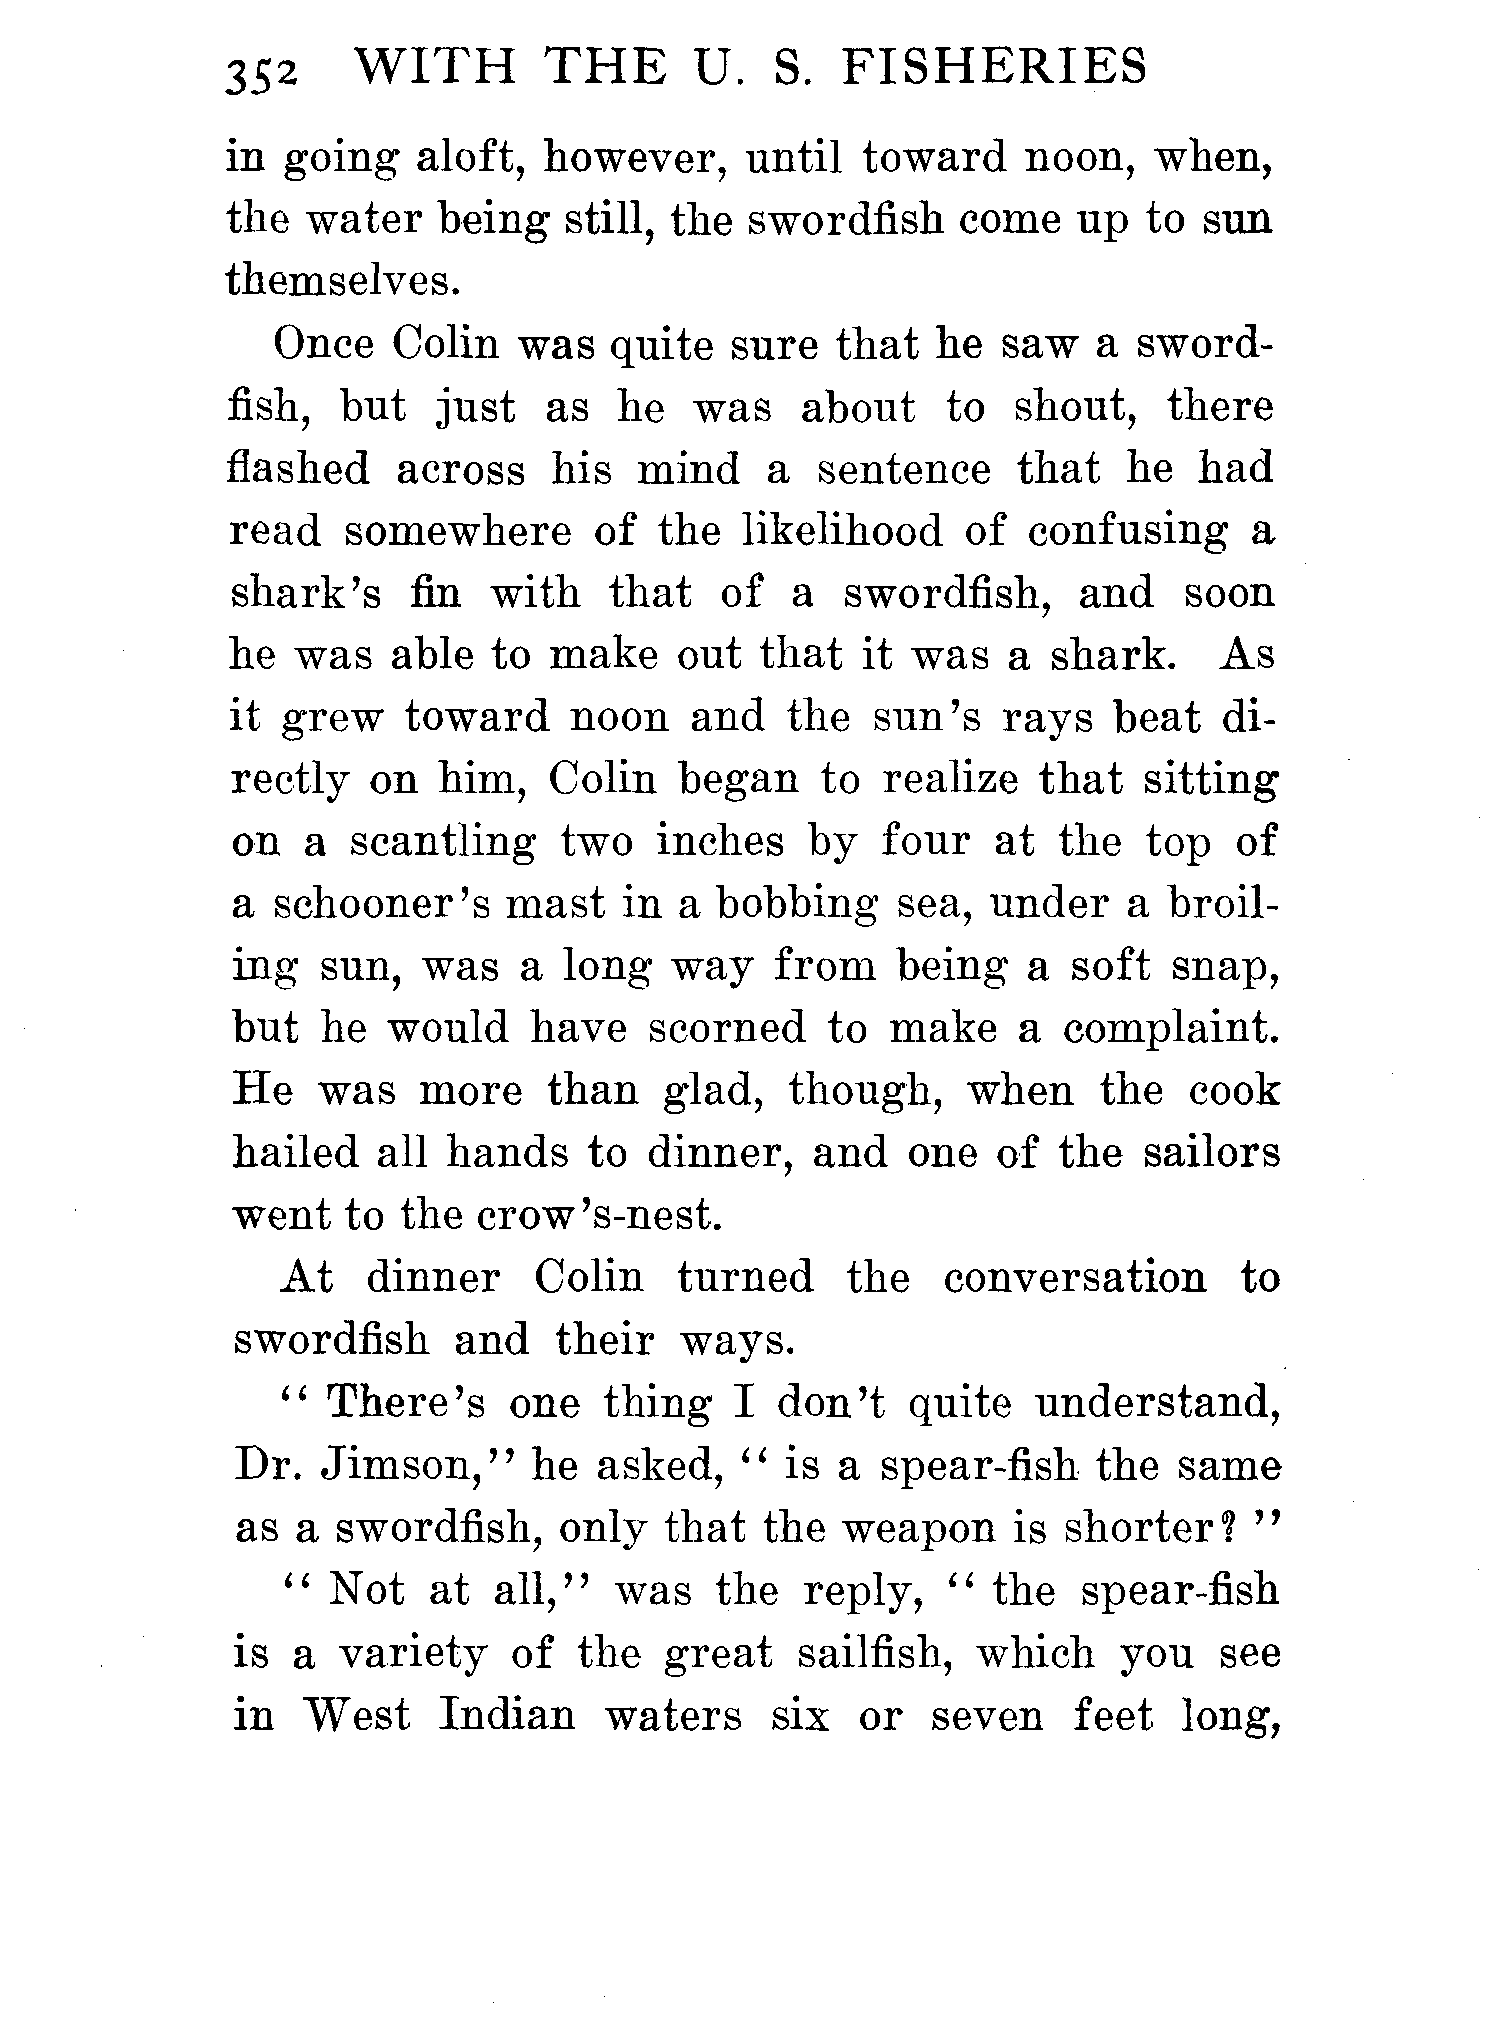 352 WITH THE U. S. FISHERIES
in going aloft, however, until toward noon, when,
the water being still, the swordfish come up to sun
themselves.
Once Colin was quite sure that he saw a sword-
fish, but just as he was about to shout, there
flashed across his mind a sentence that he had
read somewhere of the likelihood of confusing a
shark's fin with that of a swordfish, and soon
he was able to make out that it was a shark. As
it grew toward noon and the sun's rays beat di-
rectly on him, Colin began to realize that sitting
on a scantling two inches by four at the top of
a schooner's mast in a bobbing sea, under a broil-
ing sun, was a long way from being a soft snap,
but he would have scorned to make a complaint.
He was more than glad, though, when the cook
hailed all hands to dinner, and one of the sailors
went to the crow's-nest.
At dinner Colin turned the conversation to
swordfish and their ways.
“ There's one thing I don't quite understand,
Dr. Jimson,” he asked, “ is a spear-fish the same
as a swordfish, only that the weapon is shorter? ”
“ Not at all,” was the reply, “ the spear-fish
is a variety of the great sailfish, which you see
in West Indian waters six or seven feet long,